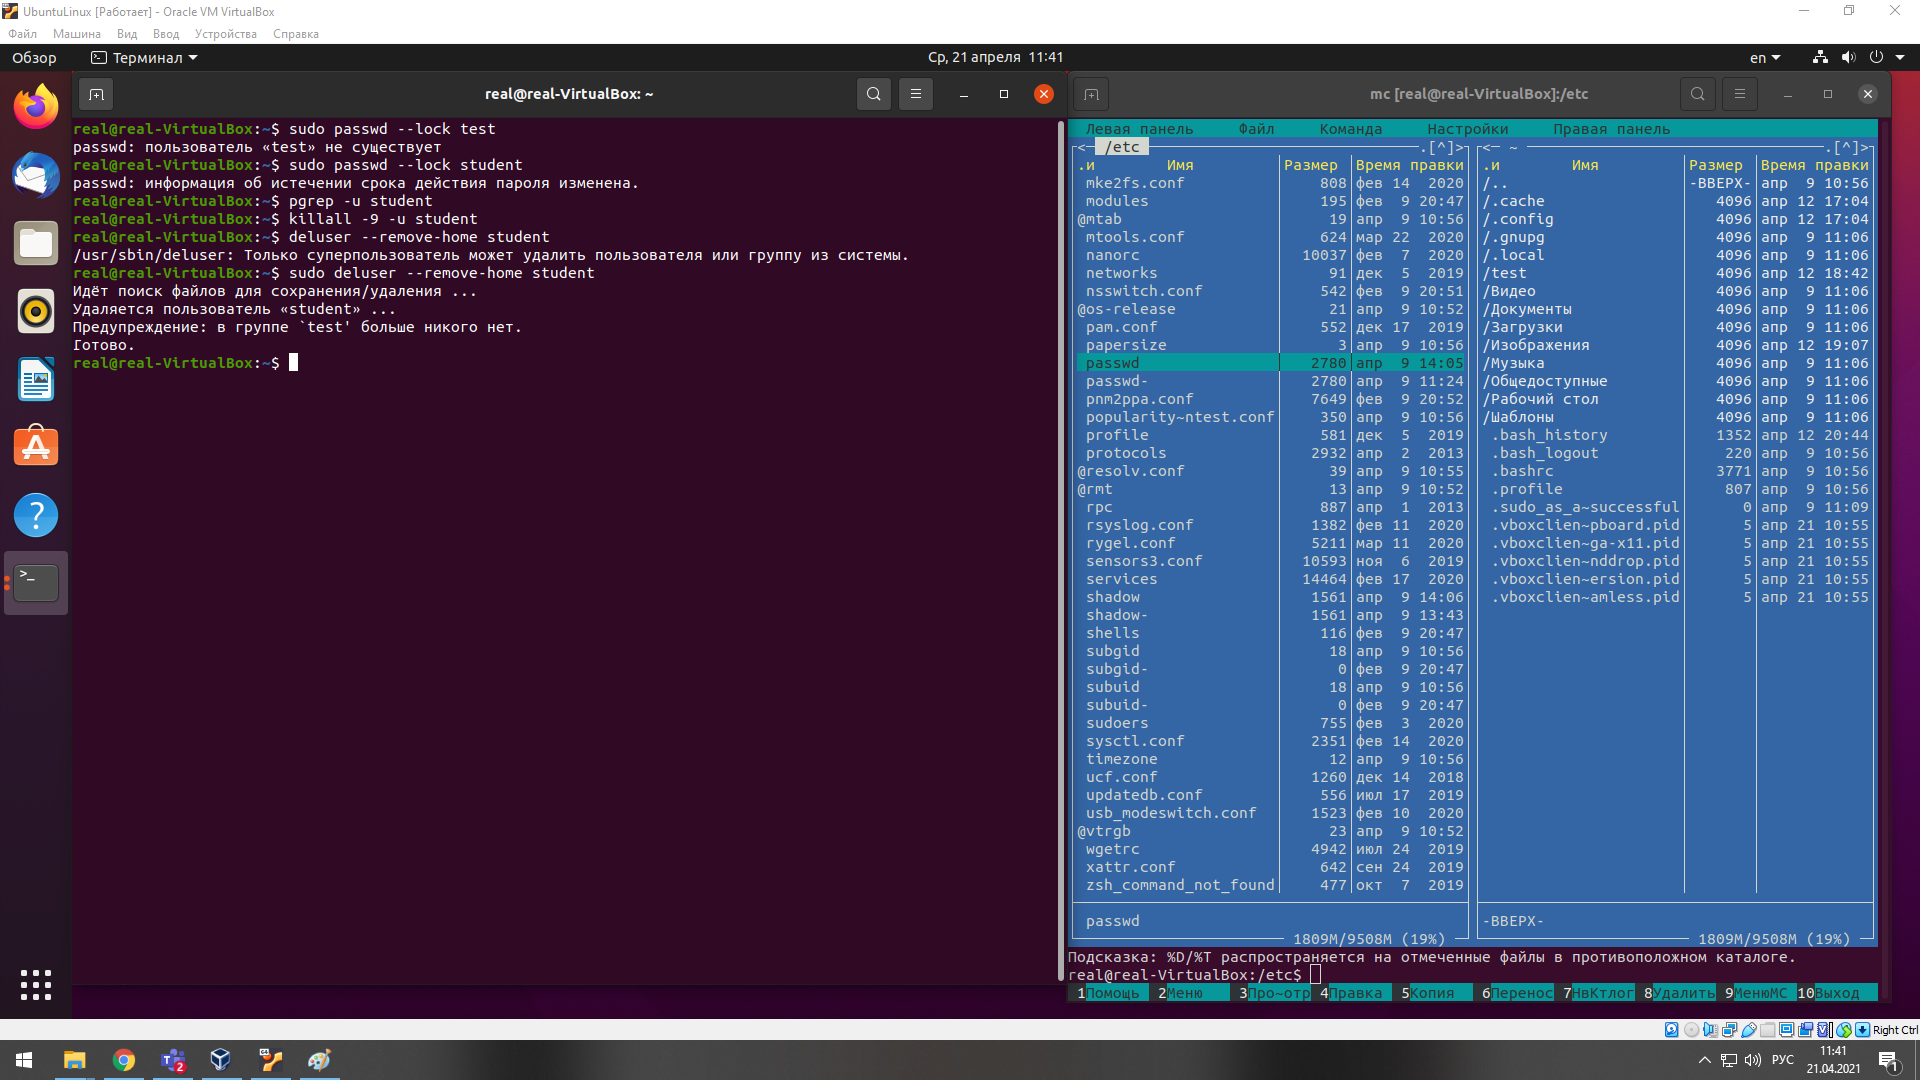 UbuntuLinux [Работает] - Oracle VM VirtualBox
Файл Машина Вид Ввод Устройства Справка
Обзор Терминал Ср, 21 апреля 11:41 en
real@real-VirtualBox: ~
real@real-VirtualBox:~$ sudo passwd --lock test
passwd: пользователь «test» не существует
real@real-VirtualBox:~$ sudo passwd --lock student
passwd: информация об истечении срока действия пароля изменена.
real@real-VirtualBox:~$ pgrep -u student
real@real-VirtualBox:~$ killall -9 -u student
real@real-VirtualBox:~$ deluser --remove-home student
/usr/sbin/deluser: Только суперпользователь может удалить пользователя или группу из системы.
real@real-VirtualBox:~$ sudo deluser --remove-home student
Идёт поиск файлов для сохранения/удаления ...
Удаляется пользователь «student» ...
Предупреждение: в группе `test' больше никого нет.
Готово.
real@real-VirtualBox:~$
mc [real@real-VirtualBox]:/etc
Левая панель Файл Команда Настройки Правая панель
<─ /etc .[^]>
.и Имя Размер Время правки
mke2fs.conf 808 фев 14 2020
modules 195 фев 9 20:47
@mtab 19 апр 9 10:56
mtools.conf 624 мар 22 2020
nanorc 10037 фев 7 2020
networks 91 дек 5 2019
nsswitch.conf 542 фев 9 20:51
@os-release 21 апр 9 10:52
pam.conf 552 дек 17 2019
papersize 3 апр 9 10:56
passwd 2780 апр 9 14:05
passwd- 2780 апр 9 11:24
pnm2ppa.conf 7649 фев 9 20:52
popularity~ntest.conf 350 апр 9 10:56
profile 581 дек 5 2019
protocols 2932 апр 2 2013
@resolv.conf 39 апр 9 10:55
@rmt 13 апр 9 10:52
rpc 887 апр 1 2013
rsyslog.conf 1382 фев 11 2020
rygel.conf 5211 мар 11 2020
sensors3.conf 10593 ноя 6 2019
services 14464 фев 17 2020
shadow 1561 апр 9 14:06
shadow- 1561 апр 9 13:43
shells 116 фев 9 20:47
subgid 18 апр 9 10:56
subgid- 0 фев 9 20:47
subuid 18 апр 9 10:56
subuid- 0 фев 9 20:47
sudoers 755 фев 3 2020
sysctl.conf 2351 фев 14 2020
timezone 12 апр 9 10:56
ucf.conf 1260 дек 14 2018
updatedb.conf 556 июл 17 2019
usb_modeswitch.conf 1523 фев 10 2020
@vtrgb 23 апр 9 10:52
wgetrc 4942 июл 24 2019
xattr.conf 642 сен 24 2019
zsh_command_not_found 477 окт 7 2019
passwd
1809M/9508M (19%)
<─ ~ .[^]>
.и Имя Размер Время правки
/.. -ВВЕРХ- апр 9 10:56
/.cache 4096 апр 12 17:04
/.config 4096 апр 12 17:04
/.gnupg 4096 апр 9 11:06
/.local 4096 апр 9 11:06
/test 4096 апр 12 18:42
/Видео 4096 апр 9 11:06
/Документы 4096 апр 9 11:06
/Загрузки 4096 апр 9 11:06
/Изображения 4096 апр 12 19:07
/Музыка 4096 апр 9 11:06
/Общедоступные 4096 апр 9 11:06
/Рабочий стол 4096 апр 9 11:06
/Шаблоны 4096 апр 9 11:06
.bash_history 1352 апр 12 20:44
.bash_logout 220 апр 9 10:56
.bashrc 3771 апр 9 10:56
.profile 807 апр 9 10:56
.sudo_as_a~successful 0 апр 9 11:09
.vboxclien~pboard.pid 5 апр 21 10:55
.vboxclien~ga-x11.pid 5 апр 21 10:55
.vboxclien~nddrop.pid 5 апр 21 10:55
.vboxclien~ersion.pid 5 апр 21 10:55
.vboxclien~amless.pid 5 апр 21 10:55
-ВВЕРХ-
1809M/9508M (19%)
Подсказка: %D/%T распространяется на отмеченные файлы в противоположном каталоге.
real@real-VirtualBox:/etc$
1Помощь 2Меню 3Про~отр 4Правка 5Копия 6Перенос 7НвКтлог 8Удалить 9МенюМС 10Выход
Right Ctrl
2
64
РУС
11:41
21.04.2021
1